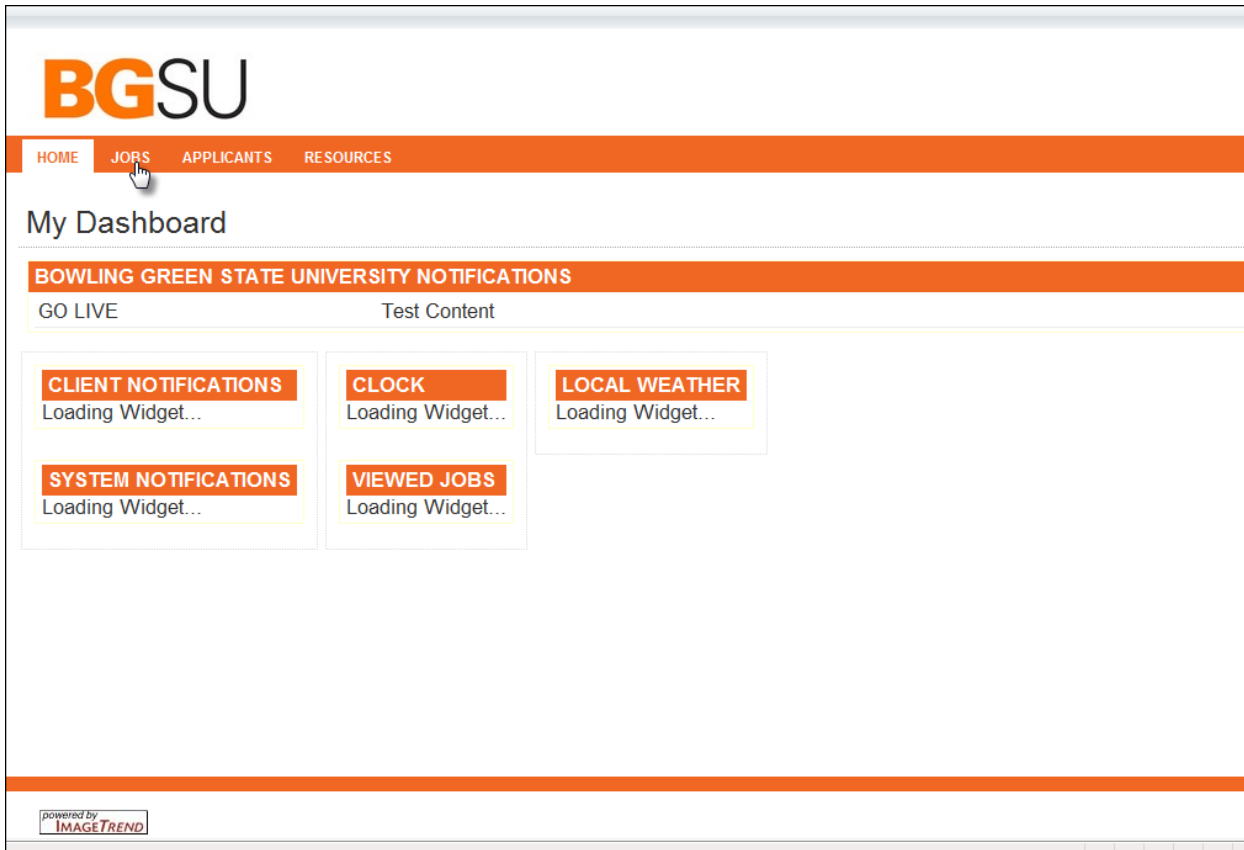 BGSU
HOME JOBS APPLICANTS RESOURCES
My Dashboard
BOWLING GREEN STATE UNIVERSITY NOTIFICATIONS
GO LIVE Test Content
CLIENT NOTIFICATIONS
Loading Widget...
SYSTEM NOTIFICATIONS
Loading Widget...
CLOCK
Loading Widget...
VIEWED JOBS
Loading Widget...
LOCAL WEATHER
Loading Widget...
powered by
IMAGETREND